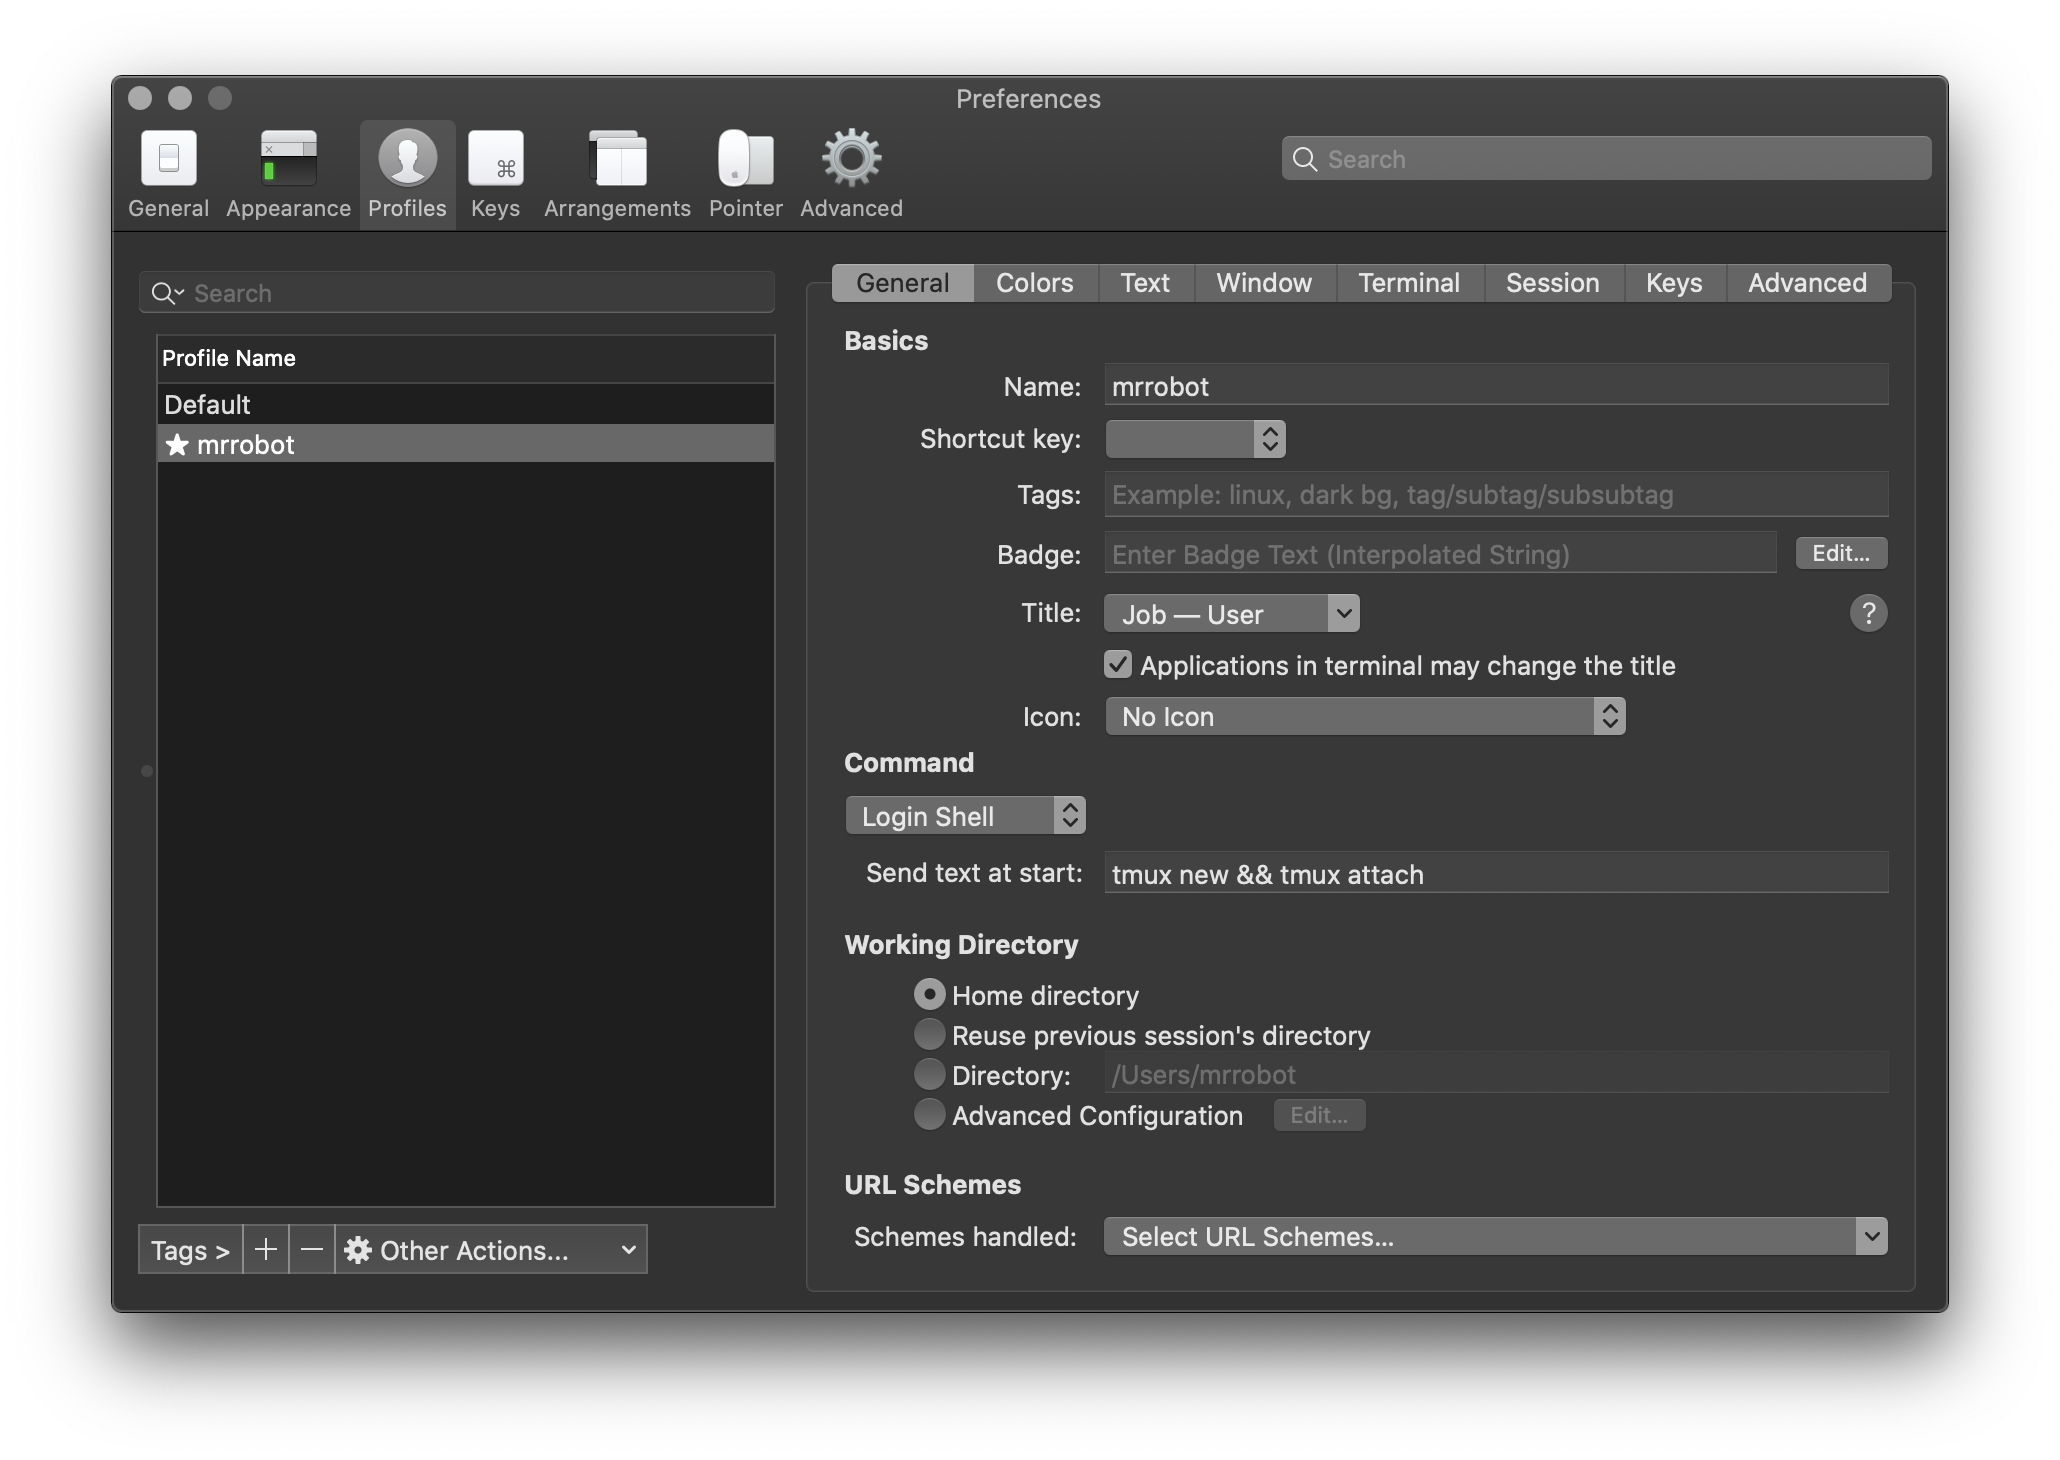 Preferences
General Appearance Profiles Keys Arrangements Pointer Advanced
Search
Search
Profile Name
Default
★ mrrobot
Tags > + — Other Actions...
General Colors Text Window Terminal Session Keys Advanced
Basics
Name: mrrobot
Shortcut key:
Tags: Example: linux, dark bg, tag/subtag/subsubtag
Badge: Enter Badge Text (Interpolated String) Edit...
Title: Job — User ?
Applications in terminal may change the title
Icon: No Icon
Command
Login Shell
Send text at start: tmux new && tmux attach
Working Directory
Home directory
Reuse previous session's directory
Directory: /Users/mrrobot
Advanced Configuration Edit...
URL Schemes
Schemes handled: Select URL Schemes...